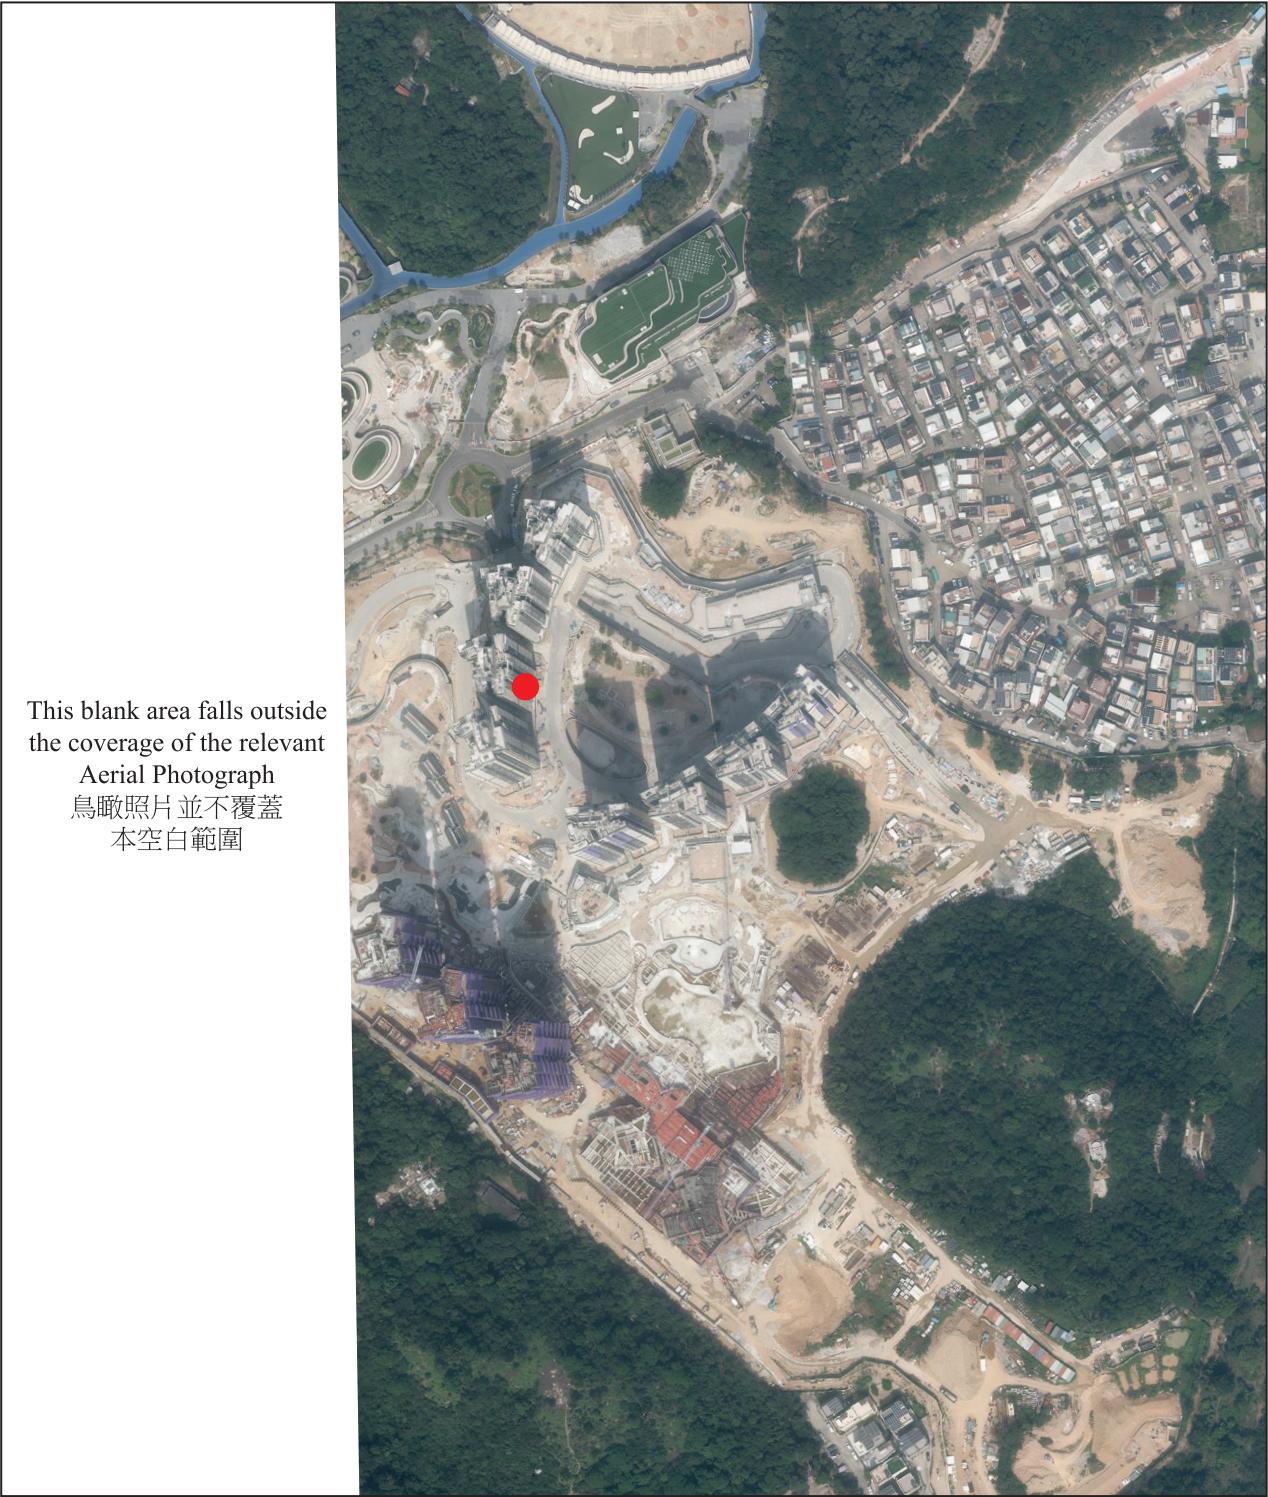 This blank area falls outside
the coverage of the relevant
Aerial Photograph
鳥瞰照片並不覆蓋
本空白範圍